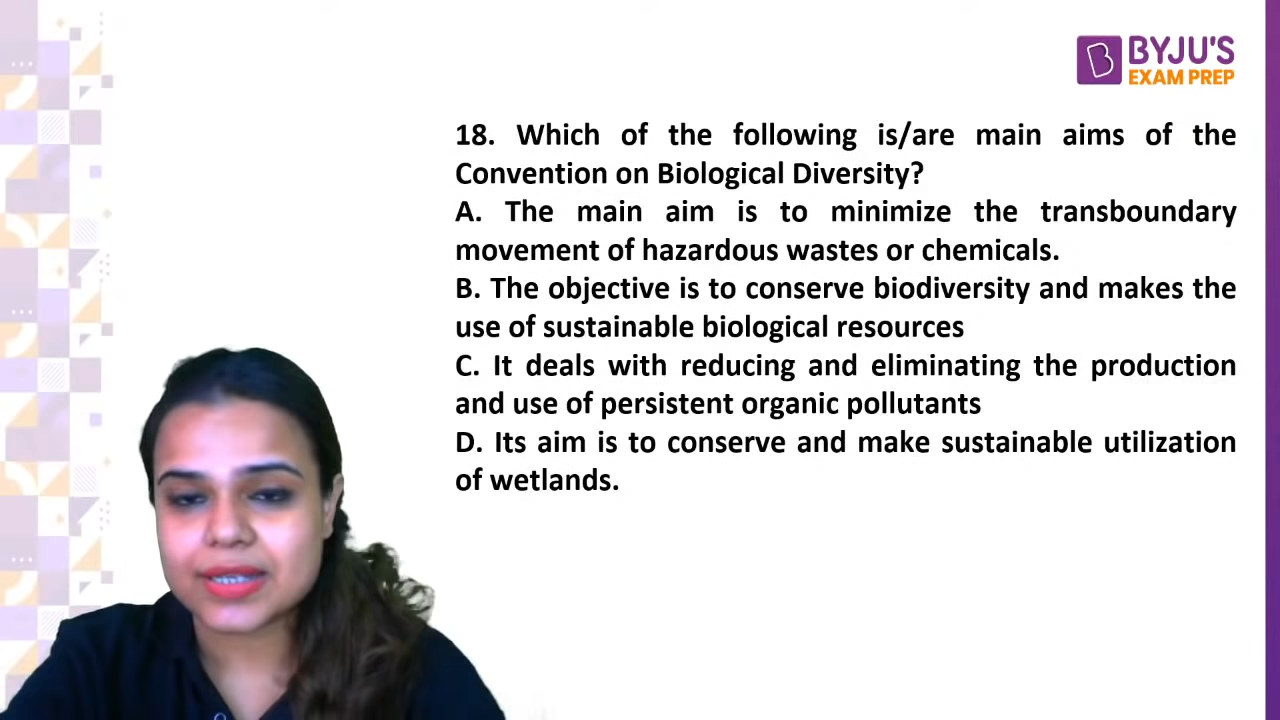 BYJU'S
EXAM PREP
18. Which of the following is/are main aims of the
Convention on Biological Diversity?
A. The main aim is to minimize the transboundary
movement of hazardous wastes or chemicals.
B. The objective is to conserve biodiversity and makes the
use of sustainable biological resources
C. It deals with reducing and eliminating the production
and use of persistent organic pollutants
D. Its aim is to conserve and make sustainable utilization
of wetlands.